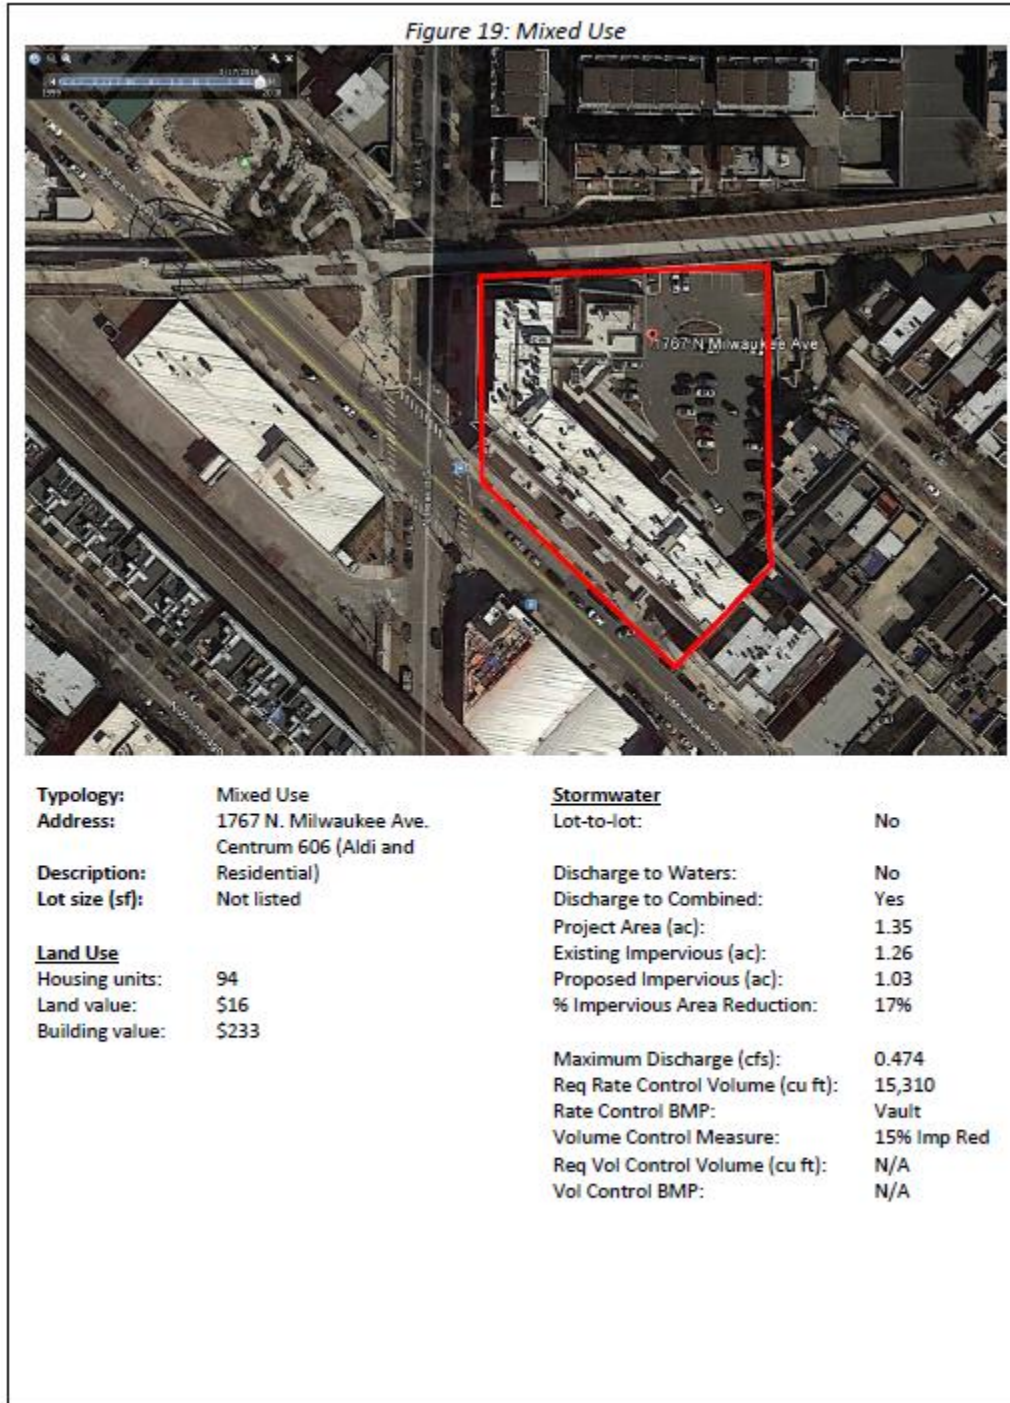 Figure 19: Mixed Use
1999
2018
1767 N Milwaukee Ave
Typology: Mixed Use
Address: 1767 N. Milwaukee Ave.
Centrum 606 (Aldi and
Description: Residential)
Lot size (sf): Not listed
Land Use
Housing units: 94
Land value: $16
Building value: $233
Stormwater
Lot-to-lot: No
Discharge to Waters: No
Discharge to Combined: Yes
Project Area (ac): 1.35
Existing Impervious (ac): 1.26
Proposed Impervious (ac): 1.03
% Impervious Area Reduction: 17%
Maximum Discharge (cfs): 0.474
Req Rate Control Volume (cu ft): 15,310
Rate Control BMP: Vault
Volume Control Measure: 15% Imp Red
Req Vol Control Volume (cu ft): N/A
Vol Control BMP: N/A